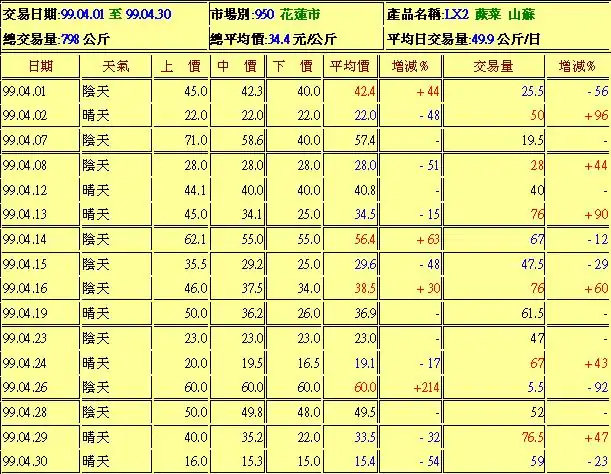 交易日期:99.04.01 至 99.04.30 市場別:950 花蓮市 產品名稱:LX2 蕨菜 山蘇
總交易量:798 公斤 總平均價:34.4 元/公斤 平均日交易量:49.9 公斤/日
日期 天氣 上 價 中 價 下 價 平均價 增減% 交易量 增減%
99.04.01 陰天 45.0 42.3 40.0 42.4 + 44 25.5 - 56
99.04.02 晴天 22.0 22.0 22.0 22.0 - 48 50 + 96
99.04.07 陰天 71.0 58.6 40.0 57.4 - 19.5 -
99.04.08 陰天 28.0 28.0 28.0 28.0 - 51 28 + 44
99.04.12 晴天 44.1 40.0 40.0 40.8 - 40 -
99.04.13 晴天 45.0 34.1 25.0 34.5 - 15 76 + 90
99.04.14 陰天 62.1 55.0 55.0 56.4 + 63 67 - 12
99.04.15 陰天 35.5 29.2 25.0 29.6 - 48 47.5 - 29
99.04.16 陰天 46.0 37.5 34.0 38.5 + 30 76 + 60
99.04.19 晴天 50.0 36.2 26.0 36.9 - 61.5 -
99.04.23 陰天 23.0 23.0 23.0 23.0 - 47 -
99.04.24 晴天 20.0 19.5 16.5 19.1 - 17 67 + 43
99.04.26 陰天 60.0 60.0 60.0 60.0 +214 5.5 - 92
99.04.28 陰天 50.0 49.8 48.0 49.5 - 52 -
99.04.29 晴天 40.0 35.2 22.0 33.5 - 32 76.5 + 47
99.04.30 晴天 16.0 15.3 15.0 15.4 - 54 59 - 23